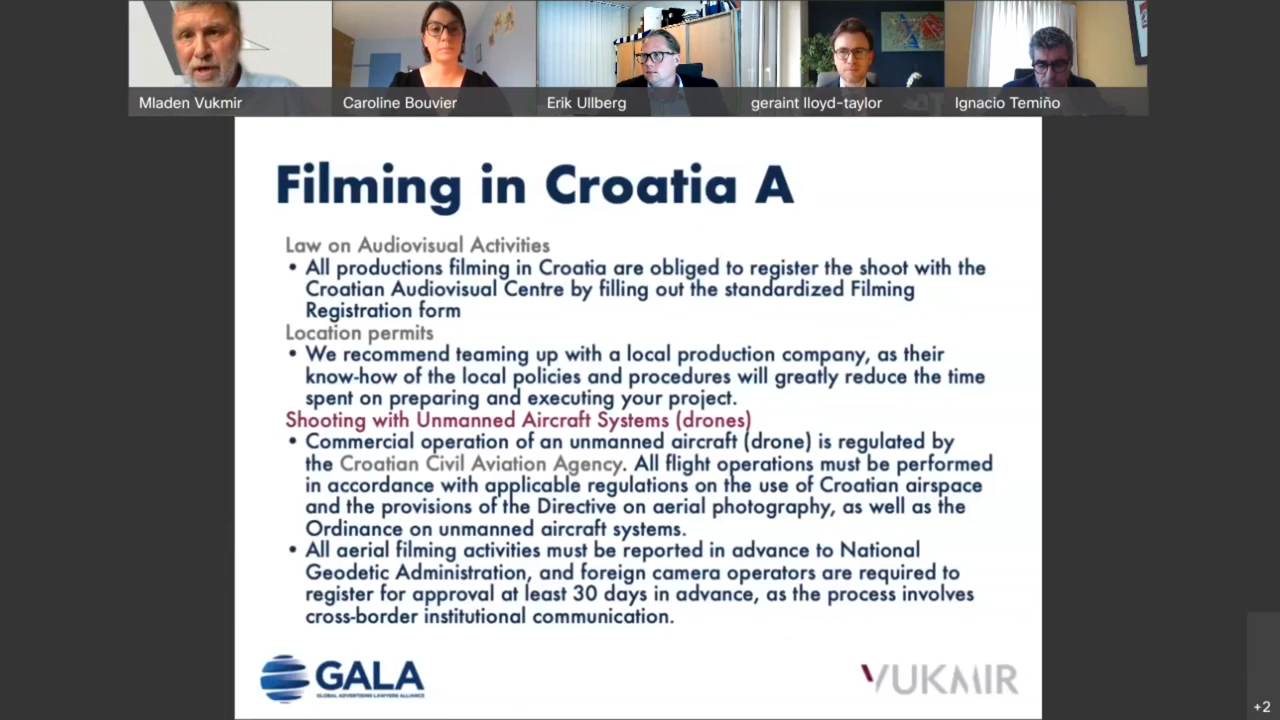 Mladen Vukmir
Caroline Bouvier
Erik Ullberg
geraint lloyd-taylor
Ignacio Temiño
Filming in Croatia A
Law on Audiovisual Activities
• All productions filming in Croatia are obliged to register the shoot with the
Croatian Audiovisual Centre by filling out the standardized Filming
Registration form
Location permits
• We recommend teaming up with a local production company, as their
know-how of the local policies and procedures will greatly reduce the time
spent on preparing and executing your project.
Shooting with Unmanned Aircraft Systems (drones)
• Commercial operation of an unmanned aircraft (drone) is regulated by
the Croatian Civil Aviation Agency. All flight operations must be performed
in accordance with applicable regulations on the use of Croatian airspace
and the provisions of the Directive on aerial photography, as well as the
Ordinance on unmanned aircraft systems.
• All aerial filming activities must be reported in advance to National
Geodetic Administration, and foreign camera operators are required to
register for approval at least 30 days in advance, as the process involves
cross-border institutional communication.
GALA
GLOBAL ADVERTISING LAWYERS ALLIANCE
VUKMIR
+2